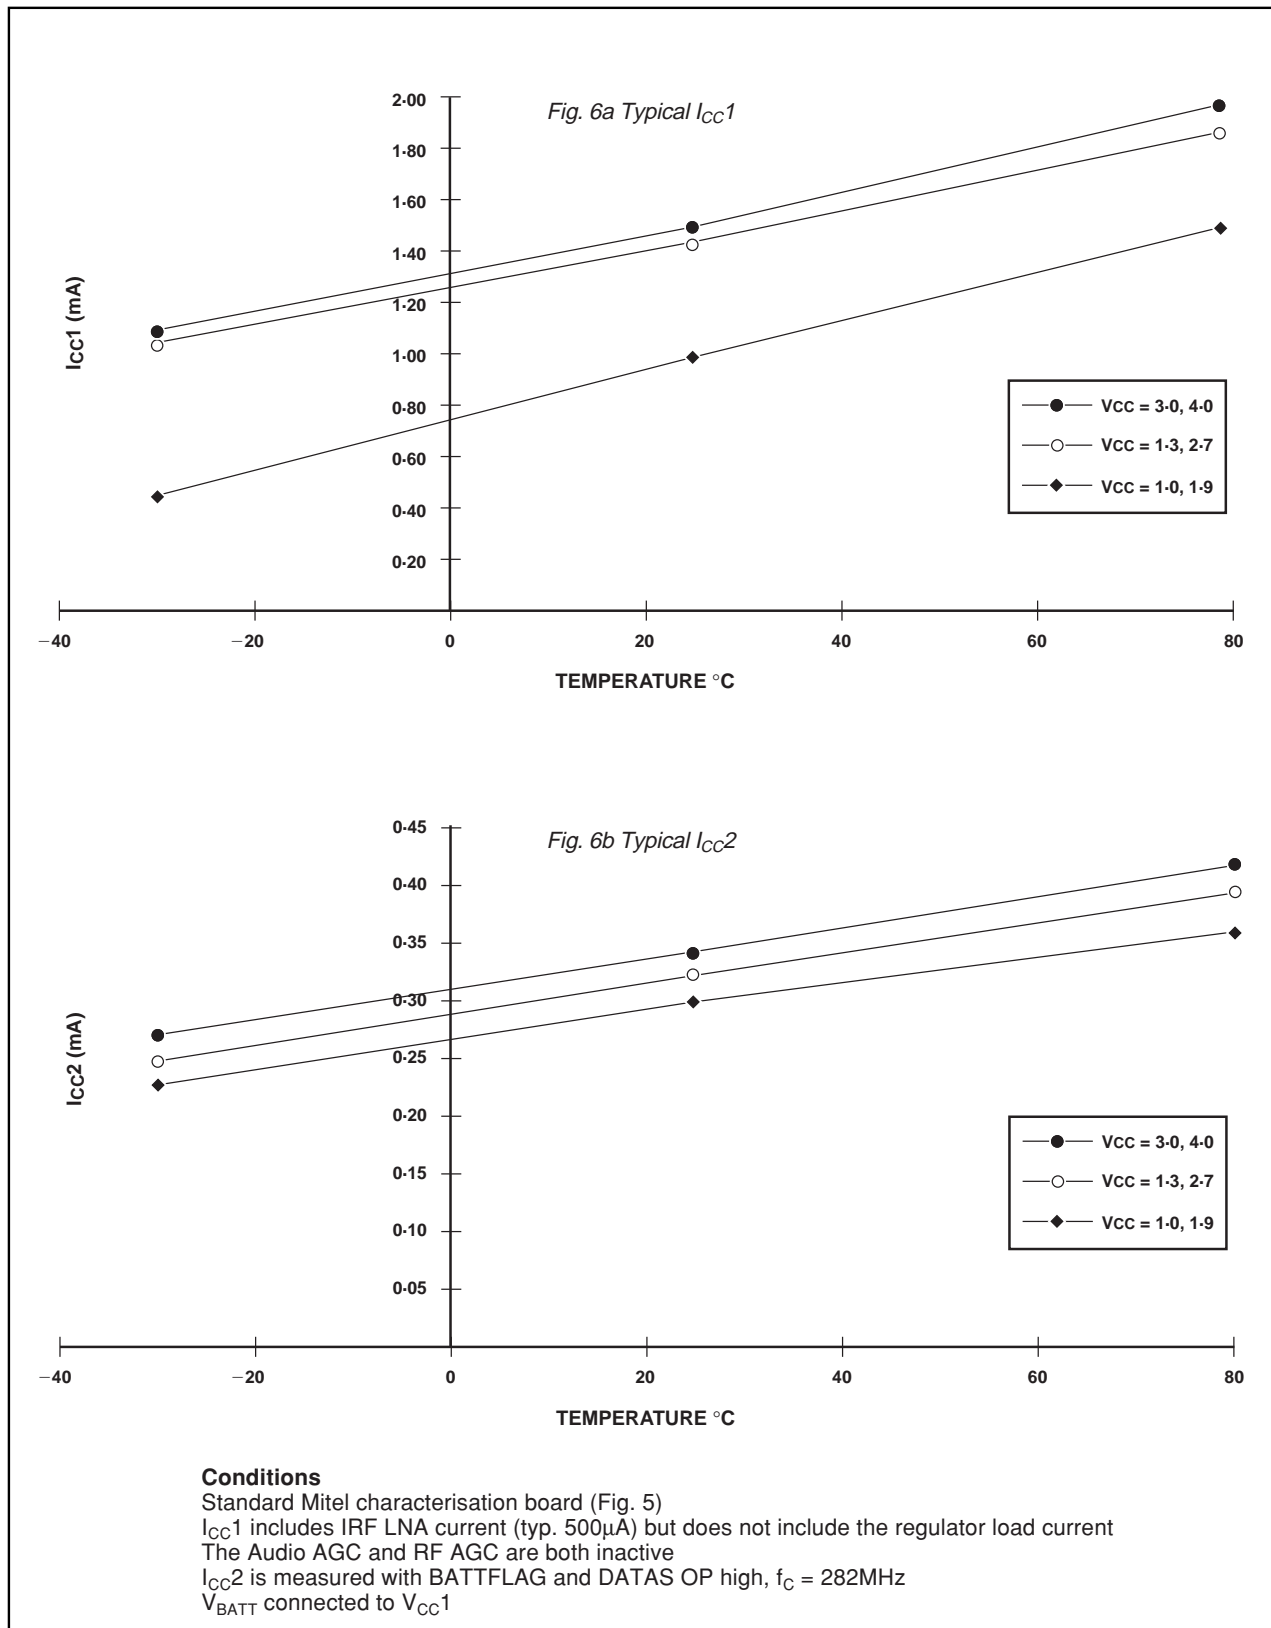 Fig. 6a Typical ICC1
2·00
1·80
1·60
1·40
1·20
1·00
0·80
0·60
0·40
0·20
ICC1 (mA)
VCC = 3·0, 4·0
VCC = 1·3, 2·7
VCC = 1·0, 1·9
−40 −20 0 20 40 60 80
TEMPERATURE °C
Fig. 6b Typical ICC2
0·45
0·40
0·35
0·30
0·25
0·20
0·15
0·10
0·05
ICC2 (mA)
VCC = 3·0, 4·0
VCC = 1·3, 2·7
VCC = 1·0, 1·9
−40 −20 0 20 40 60 80
TEMPERATURE °C
Conditions
Standard Mitel characterisation board (Fig. 5)
ICC1 includes IRF LNA current (typ. 500µA) but does not include the regulator load current
The Audio AGC and RF AGC are both inactive
ICC2 is measured with BATTFLAG and DATAS OP high, fC = 282MHz
VBATT connected to VCC1